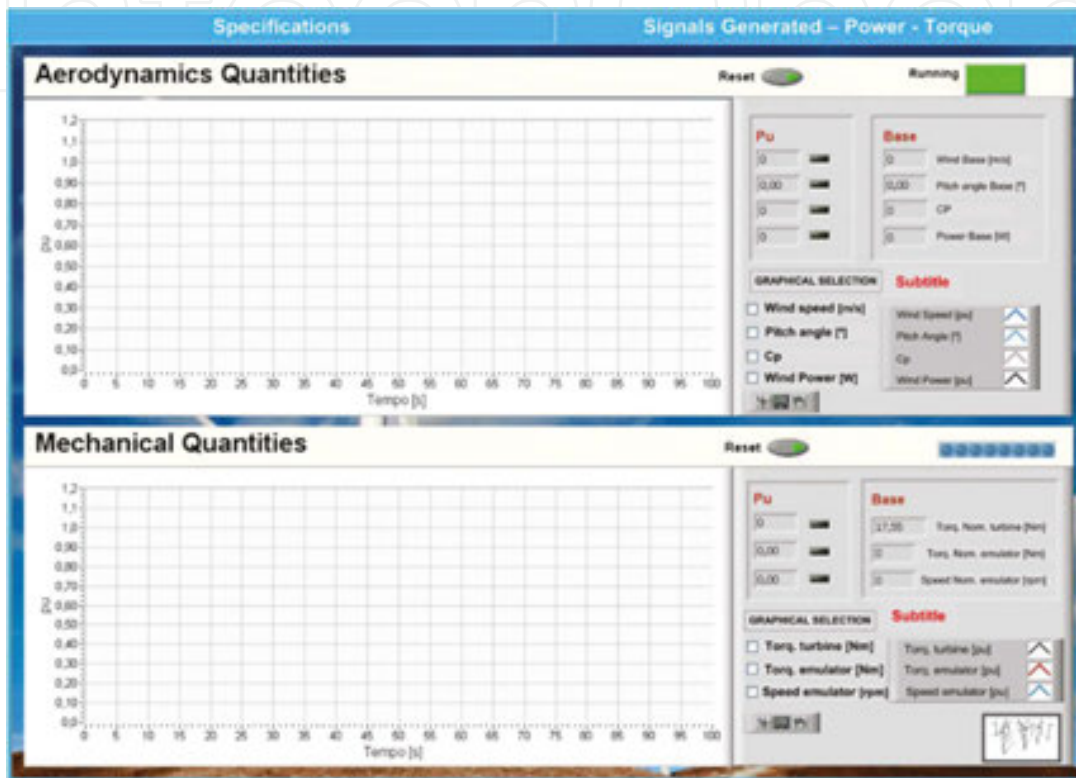 Specifications
Signals Generated – Power - Torque
Aerodynamics Quantities
Reset
Running
1,2
1,1
1,0
0,90
0,80
0,70
0,60
0,50
0,40
0,30
0,20
0,10
0,0
pu
0 5 10 15 20 25 30 35 40 45 50 55 60 65 70 75 80 85 90 95 100
Tempo [s]
Pu
0
0,00
0
0
Base
0 Wind Base [m/s]
0,00 Pitch angle Base [°]
0 CP
0 Power Base [W]
GRAPHICAL SELECTION
Wind speed [m/s]
Pitch angle [°]
Cp
Wind Power [W]
Subtitle
Wind Speed [pu]
Pitch Angle [°]
Cp
Wind Power [pu]
Mechanical Quantities
Reset
1,2
1,1
1,0
0,90
0,80
0,70
0,60
0,50
0,40
0,30
0,20
0,10
0,0
pu
0 5 10 15 20 25 30 35 40 45 50 55 60 65 70 75 80 85 90 95 100
Tempo [s]
Pu
0
0,00
0,00
Base
Torq. Nom. turbine [Nm]
0 Torq. Nom. emulator [Nm]
0 Speed Nom. emulator [rpm]
GRAPHICAL SELECTION
Torq. turbine [Nm]
Torq. emulator [Nm]
Speed emulator [rpm]
Subtitle
Torq. turbine [pu]
Torq. emulator [pu]
Speed emulator [pu]